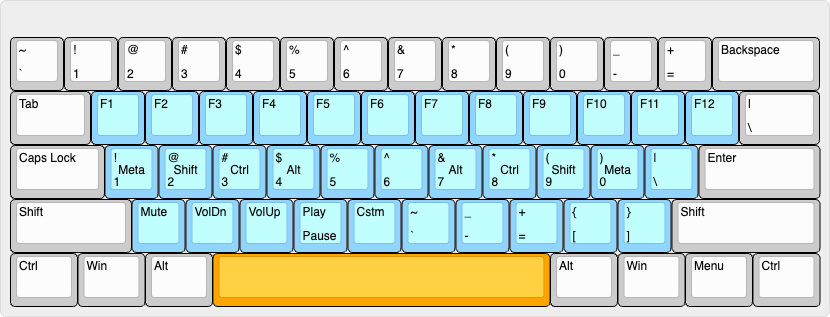 ~ ! @ # $ % ^ & * ( ) _ + Backspace
` 1 2 3 4 5 6 7 8 9 0 - =
Tab F1 F2 F3 F4 F5 F6 F7 F8 F9 F10 F11 F12 |
\
Caps Lock ! @ # $ % ^ & * ( ) | Enter
Meta Shift Ctrl Alt Alt Ctrl Shift Meta
1 2 3 4 5 6 7 8 9 0 \
Shift Mute VolDn VolUp Play Cstm ~ _ + { } Shift
Pause ` - = [ ]
Ctrl Win Alt Alt Win Menu Ctrl